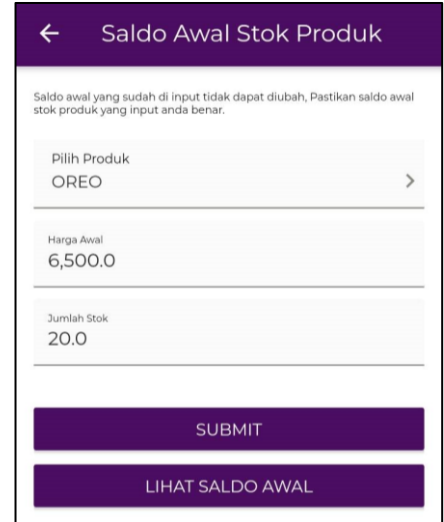 Saldo Awal Stok Produk
Saldo awal yang sudah di input tidak dapat diubah, Pastikan saldo awal
stok produk yang input anda benar.
Pilih Produk
OREO
Harga Awal
6,500.0
Jumlah Stok
20.0
SUBMIT
LIHAT SALDO AWAL